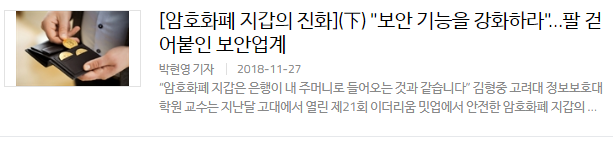 [암호화폐 지갑의 진화](下) "보안 기능을 강화하라"…팔 걷
어붙인 보안업계
박현영 기자 | 2018-11-27
"암호화폐 지갑은 은행이 내 주머니로 들어오는 것과 같습니다” 김형중 고려대 정보보호대
학원 교수는 지난달 고대에서 열린 제21회 이더리움 밋업에서 안전한 암호화폐 지갑의 ...